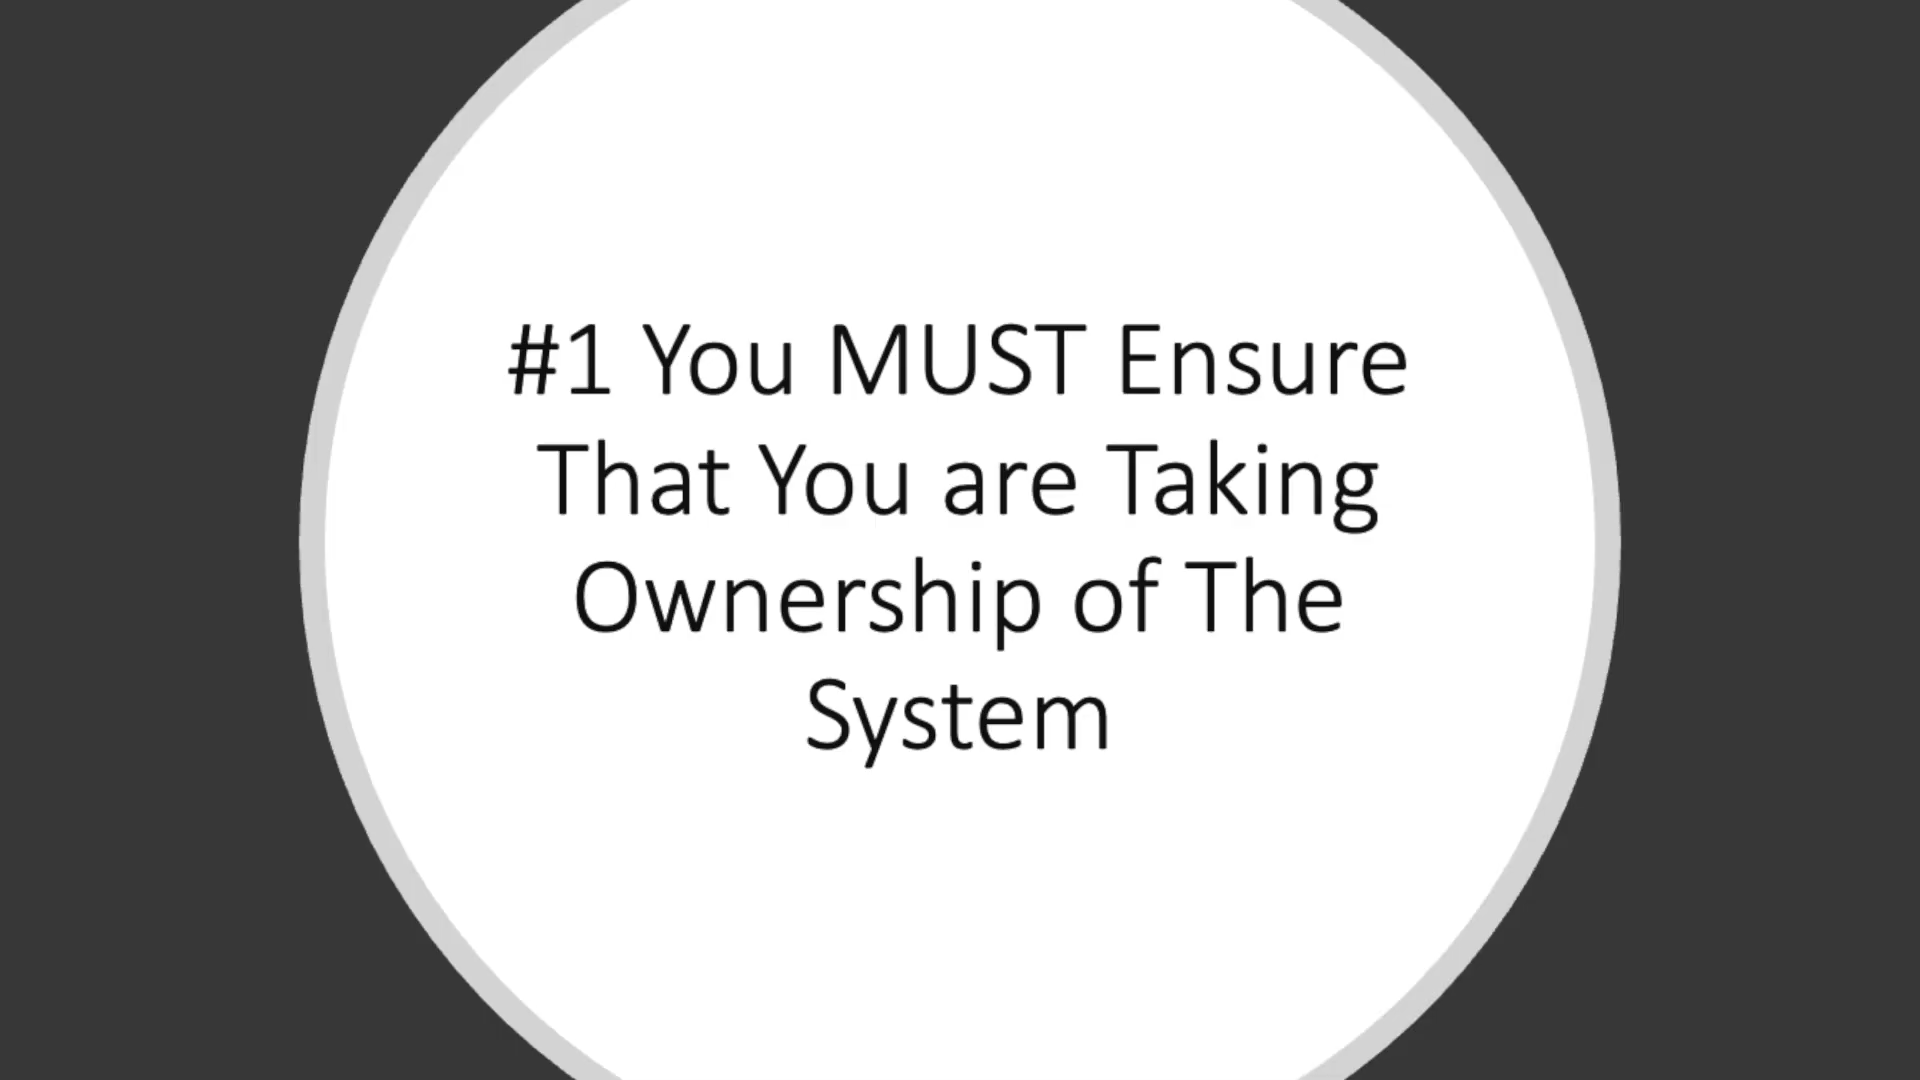 #1 You MUST Ensure
That You are Taking
Ownership of The
System